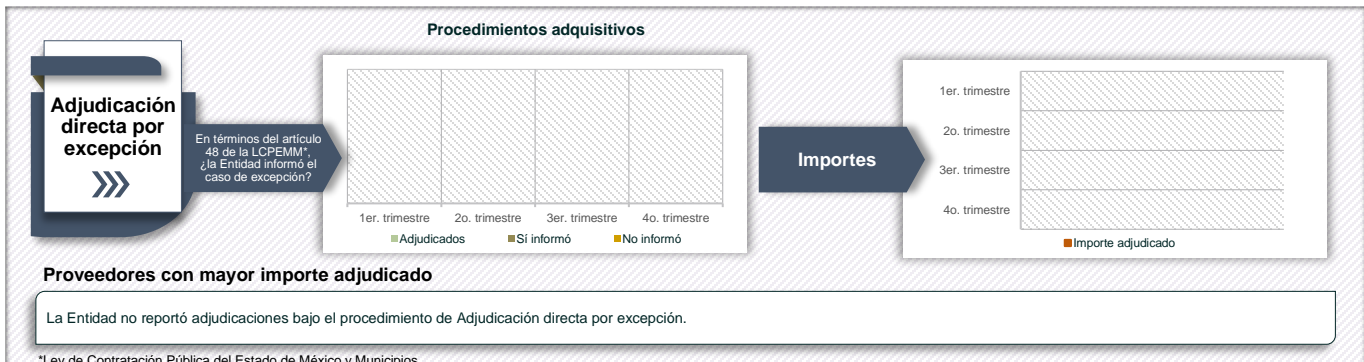 Procedimientos adquisitivos
Adjudicación
directa por
excepción
En términos del artículo
48 de la LCPEMM*,
¿la Entidad informó el
caso de excepción?
1er. trimestre
2o. trimestre
3er. trimestre
4o. trimestre
Adjudicados
Sí informó
No informó
Importes
1er. trimestre
2o. trimestre
3er. trimestre
4o. trimestre
Importe adjudicado
Proveedores con mayor importe adjudicado
La Entidad no reportó adjudicaciones bajo el procedimiento de Adjudicación directa por excepción.
*Ley de Contratación Pública del Estado de México y Municipios